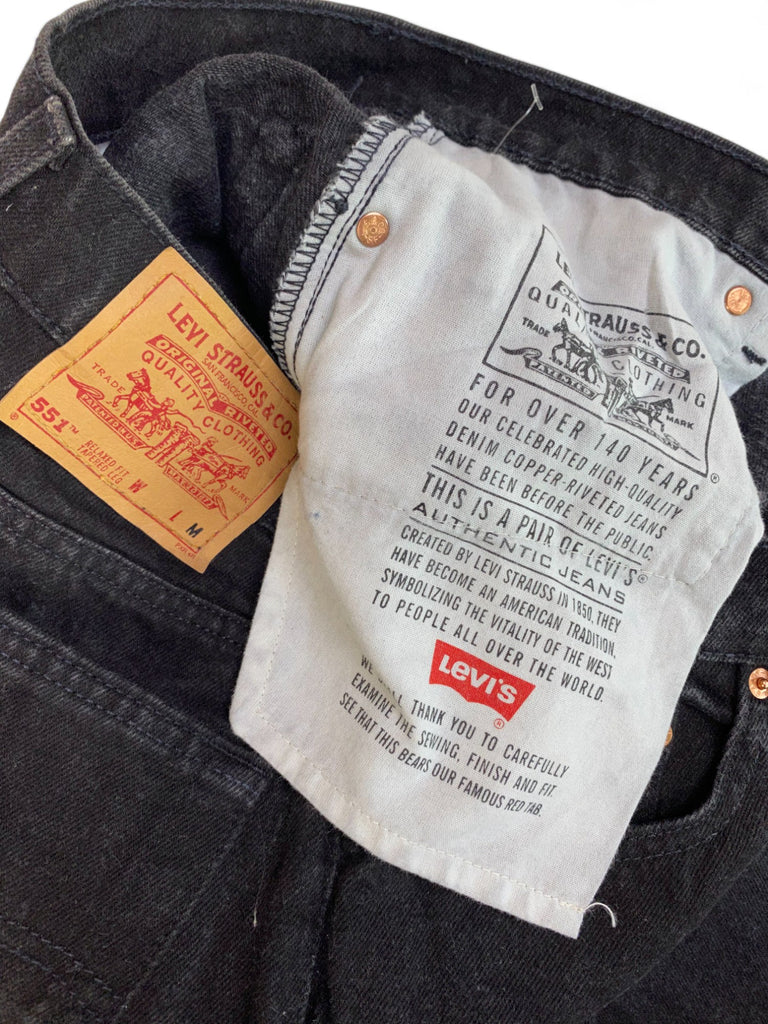 LEVI STRAUSS & CO.
SAN FRANCISCO, CAL.
ORIGINAL RIVETED
QUALITY CLOTHING
TRADE MARK
PATENTED
®
551™
RELAXED FIT
TAPERED LEG
W L M
STRAUSS & CO.
RIVETED
QUALITY CLOTHING
TRADE MARK
PATENTED
®
FOR OVER 140 YEARS
OUR CELEBRATED HIGH QUALITY
DENIM COPPER-RIVETED JEANS
HAVE BEEN BEFORE THE PUBLIC.
THIS IS A PAIR OF LEVI'S®
AUTHENTIC JEANS
CREATED BY LEVI STRAUSS IN 1850, THEY
HAVE BECOME AN AMERICAN TRADITION,
SYMBOLIZING THE VITALITY OF THE WEST
TO PEOPLE ALL OVER THE WORLD.
Levi's
®
THANK YOU TO CAREFULLY
EXAMINE THE SEWING, FINISH AND FIT.
SEE THAT THIS BEARS OUR FAMOUS RED TAB.